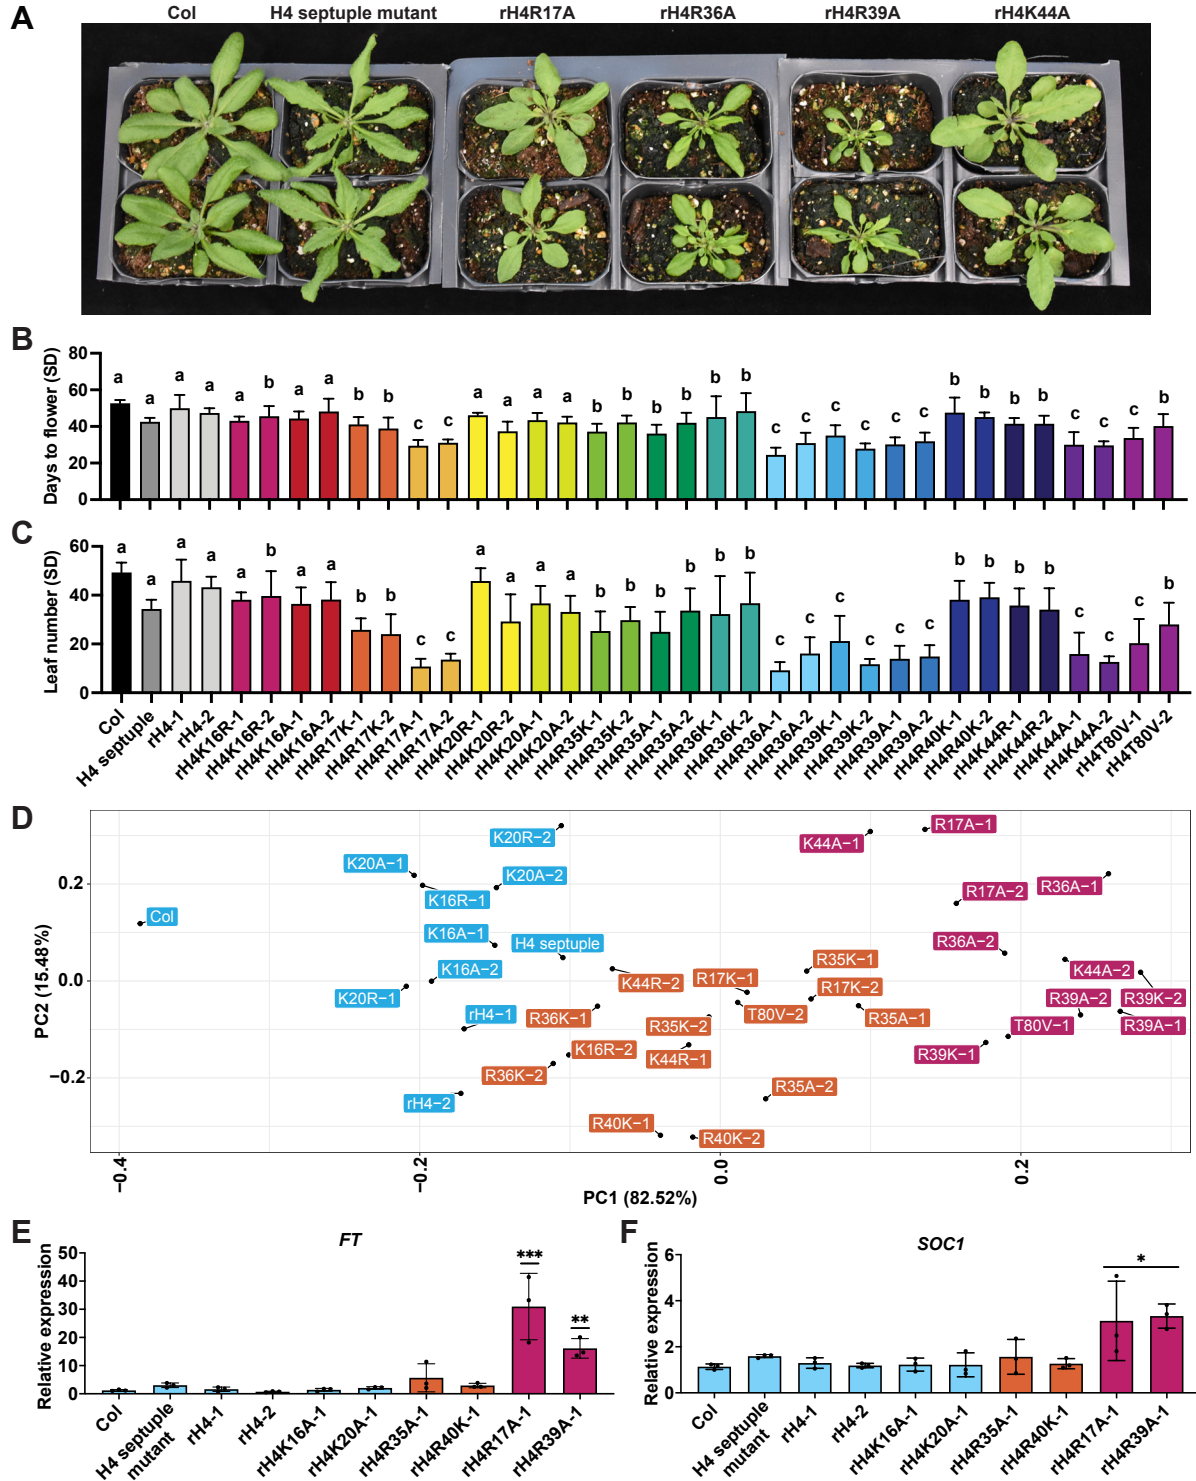 A
Col H4 septuple mutant rH4R17A rH4R36A rH4R39A rH4K44A
B
Days to flower (SD)
80
60
40
20
0
a a a a a b a a b b c c a a a a b b b b b b c c c c c c b b b b c c c b
C
Leaf number (SD)
60
40
20
0
a a a a a b a a b b c c a a a a b b b b b b c c c c c c b b b b c c c b
Col H4 septuple rH4-1 rH4-2 rH4K16R-1 rH4K16R-2 rH4K16A-1 rH4K16A-2 rH4R17K-1 rH4R17K-2 rH4R17A-1 rH4R17A-2 rH4K20R-1 rH4K20R-2 rH4K20A-1 rH4K20A-2 rH4R35K-1 rH4R35K-2 rH4R35A-1 rH4R35A-2 rH4R36K-1 rH4R36K-2 rH4R36A-1 rH4R36A-2 rH4R39K-1 rH4R39K-2 rH4R39A-1 rH4R39A-2 rH4R40K-1 rH4R40K-2 rH4K44R-1 rH4K44R-2 rH4K44A-1 rH4K44A-2 rH4T80V-1 rH4T80V-2
D
PC2 (15.48%)
0.2
0.0
−0.2
K20R−2 K44A−1 R17A−1
K20A−1 K20A−2 R17A−2 R36A−1
K16R−1
Col
K16A−1 H4 septuple R36A−2
K16A−2 K44R−2 R17K−1 R35K−1 K44A−2
K20R−1 R17K−2 R39A−2 R39K−2
rH4−1 R36K−1 R35K−2 T80V−2 R35A−1 T80V−1 R39A−1
K16R−2 K44R−1 R39K−1
R36K−2
rH4−2 R35A−2
R40K−1 R40K−2
−0.4 −0.2 0.0 0.2
PC1 (82.52%)
E
FT
Relative expression
50
40
30
20
10
0
*** **
Col H4 septuple mutant rH4-1 rH4-2 rH4K16A-1 rH4K20A-1 rH4R35A-1 rH4R40K-1 rH4R17A-1 rH4R39A-1
F
SOC1
Relative expression
6
4
2
0
*
Col H4 septuple mutant rH4-1 rH4-2 rH4K16A-1 rH4K20A-1 rH4R35A-1 rH4R40K-1 rH4R17A-1 rH4R39A-1